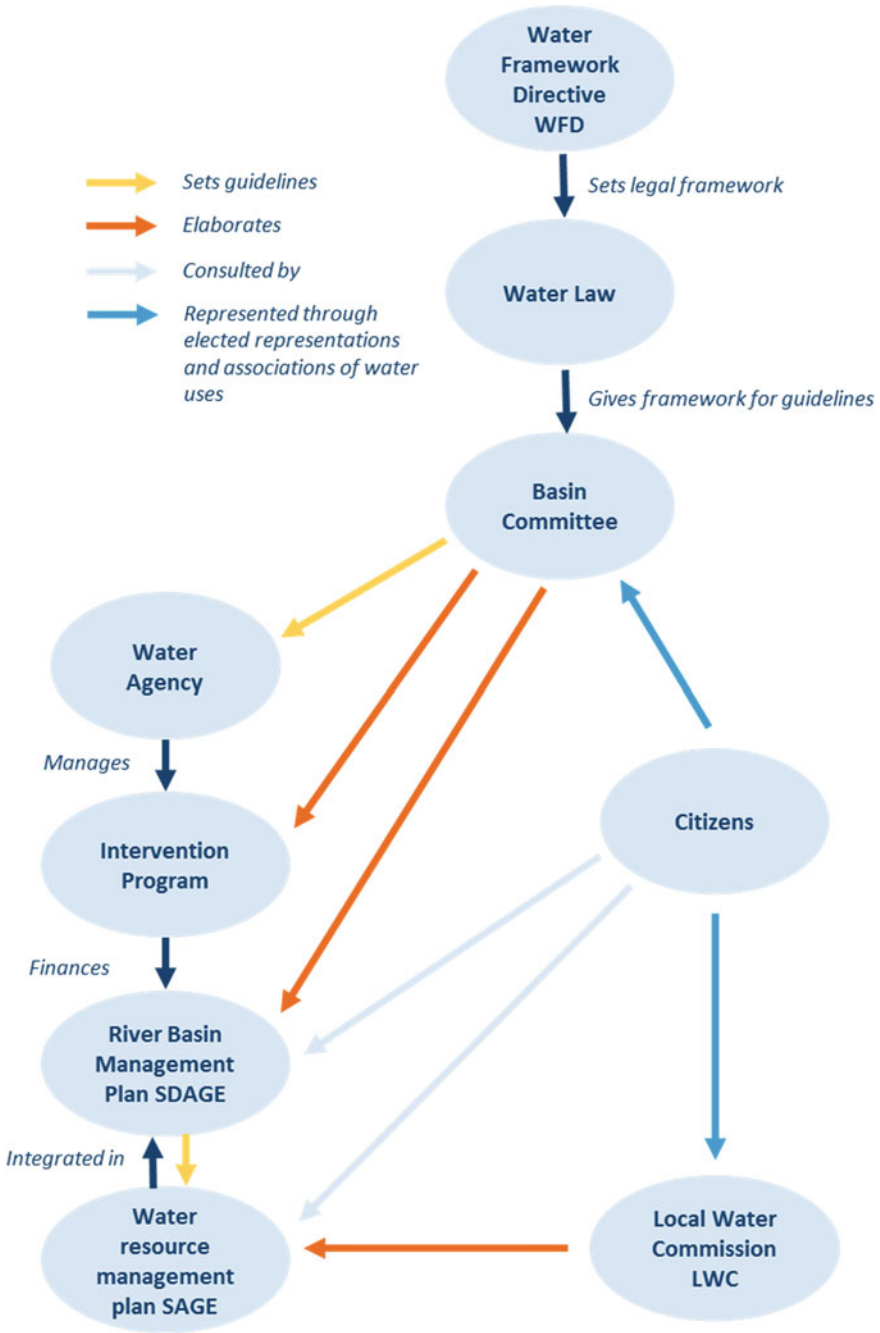 Water
Framework
Directive
WFD
Sets guidelines
Sets legal framework
Elaborates
Consulted by
Represented through
elected representations
and associations of water
uses
Water Law
Gives framework for guidelines
Basin
Committee
Water
Agency
Manages
Citizens
Intervention
Program
Finances
River Basin
Management
Plan SDAGE
Integrated in
Water
resource
management
plan SAGE
Local Water
Commission
LWC